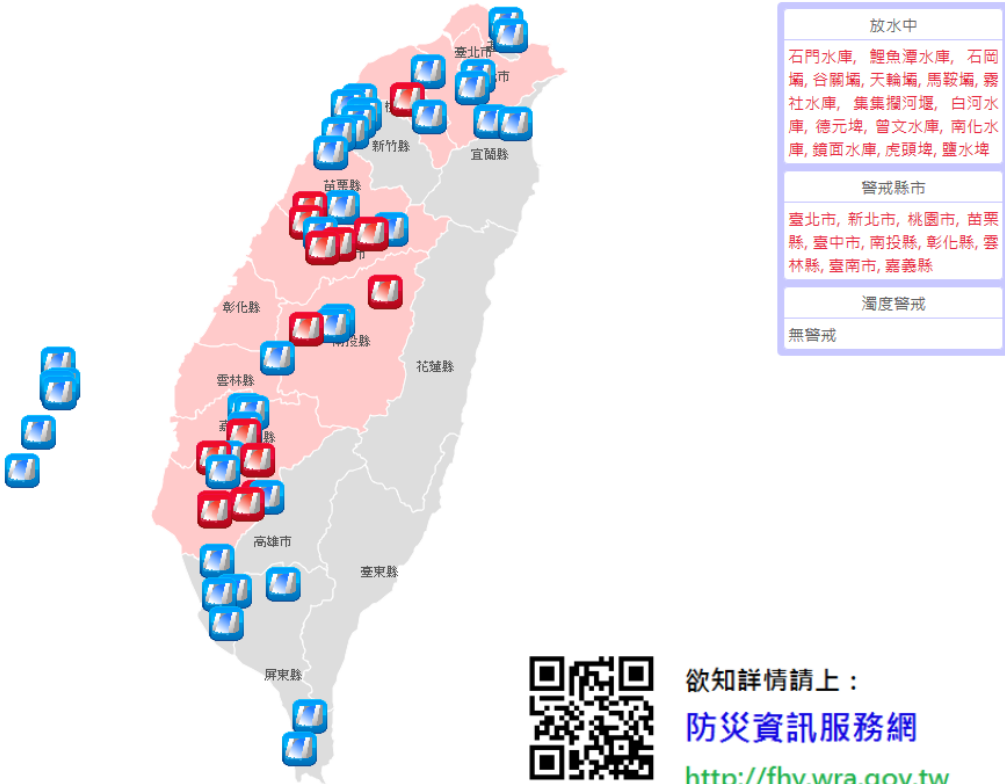 放水中
石門水庫, 鯉魚潭水庫, 石岡
壩, 谷關壩, 天輪壩, 馬鞍壩, 霧
社水庫, 集集攔河堰, 白河水
庫, 德元埤, 曾文水庫, 南化水
庫, 鏡面水庫, 虎頭埤, 鹽水埤
警戒縣市
臺北市, 新北市, 桃園市, 苗栗
縣, 臺中市, 南投縣, 彰化縣, 雲
林縣, 臺南市, 嘉義縣
濁度警戒
無警戒
臺北市
市
新竹縣
宜蘭縣
苗栗縣
市
彰化縣
南投縣
花蓮縣
雲林縣
嘉
縣
高雄市
臺東縣
屏東縣
欲知詳情請上：
防災資訊服務網
http://fhy.wra.gov.tw